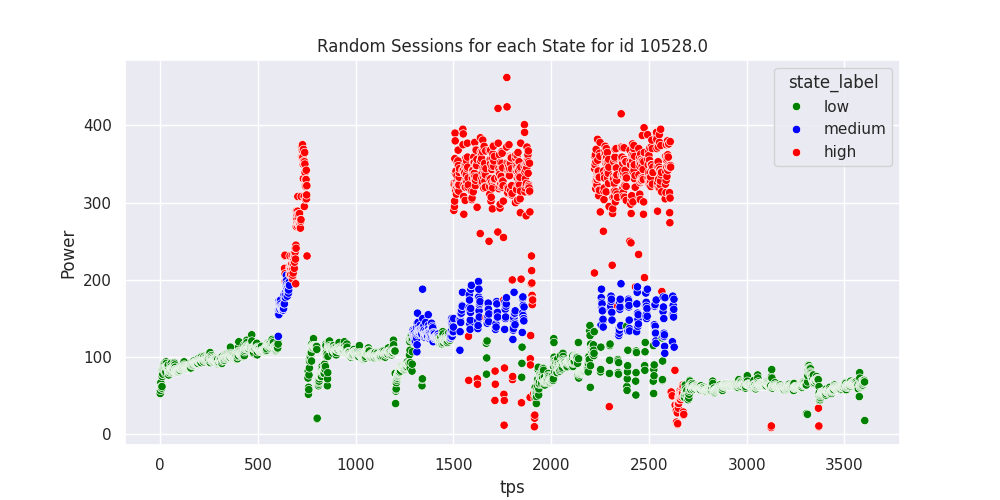 Random Sessions for each State for id 10528.0
state_label
low
medium
high
Power
400
300
200
100
0
0 500 1000 1500 2000 2500 3000 3500
tps